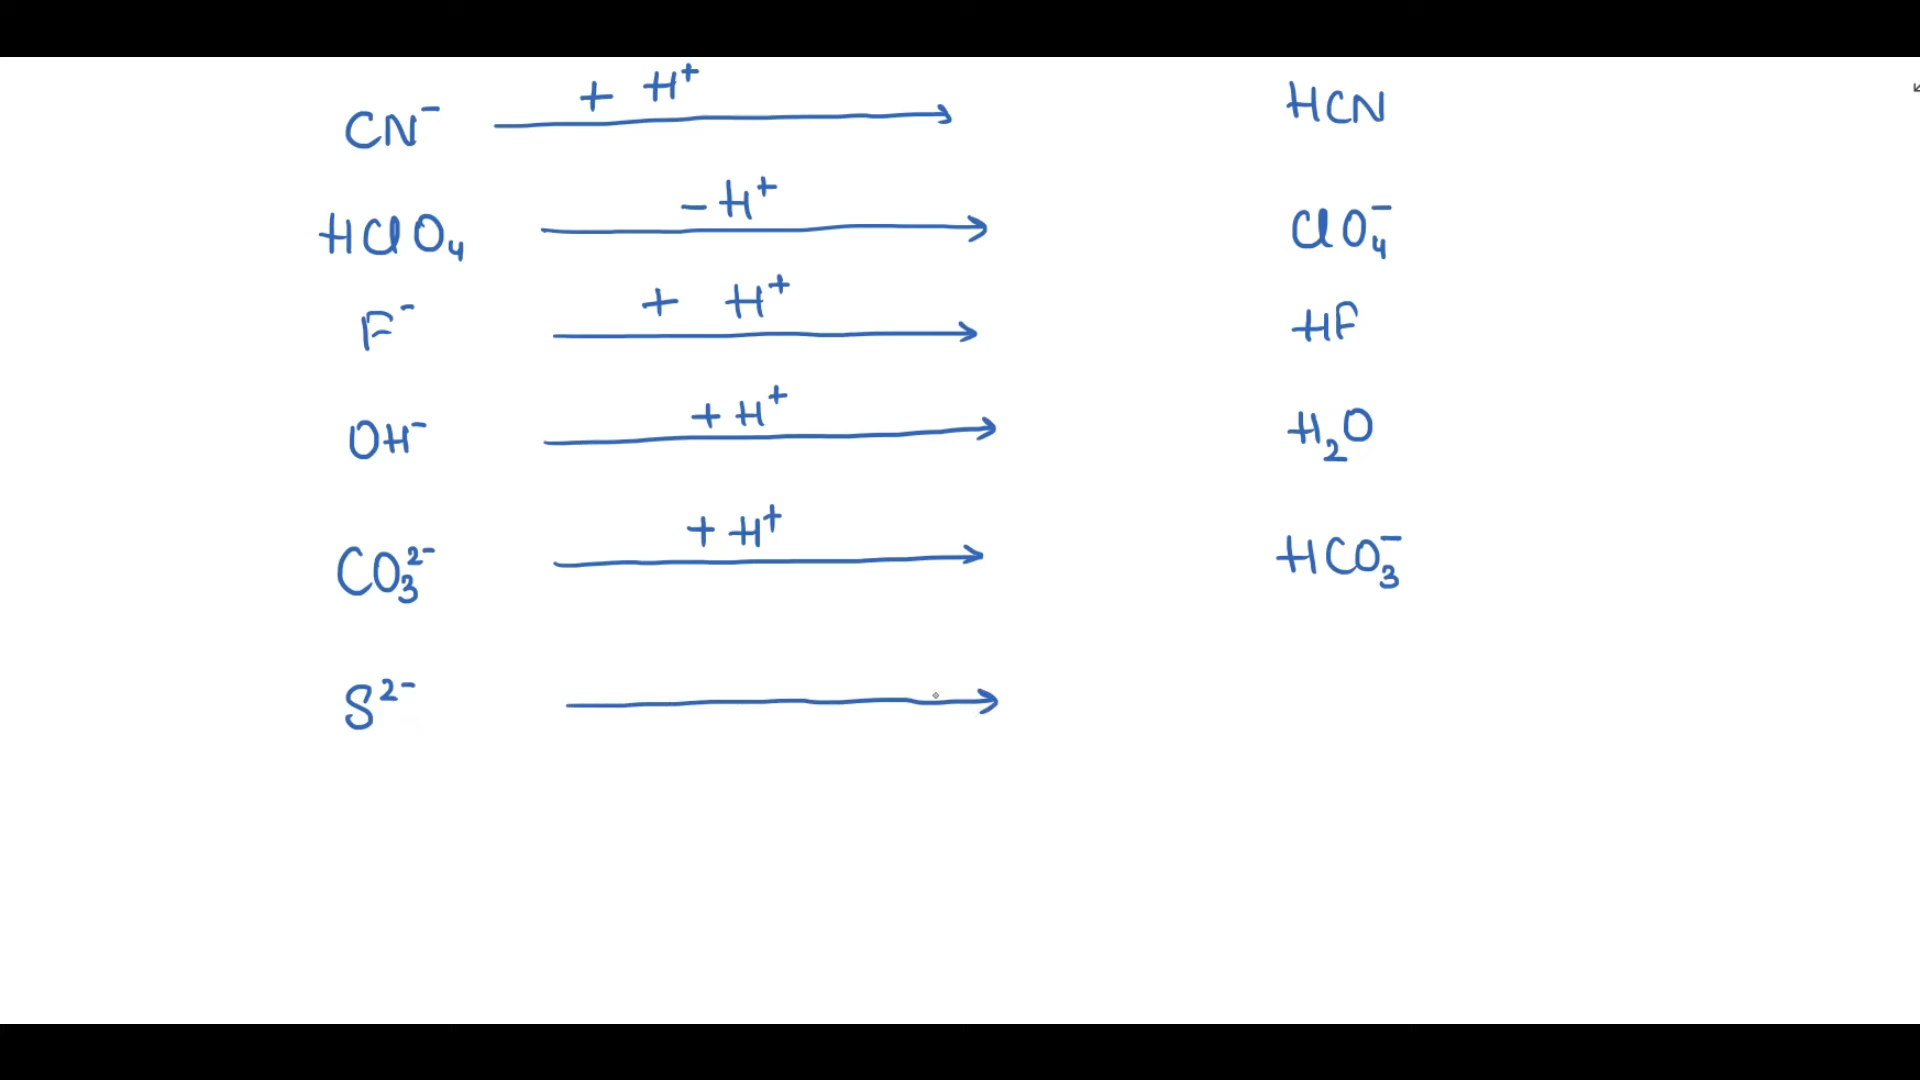 CN⁻ + H⁺ → HCN
HClO₄ - H⁺ → ClO₄⁻
F⁻ + H⁺ → HF
OH⁻ + H⁺ → H₂O
CO₃²⁻ + H⁺ → HCO₃⁻
S²⁻ →